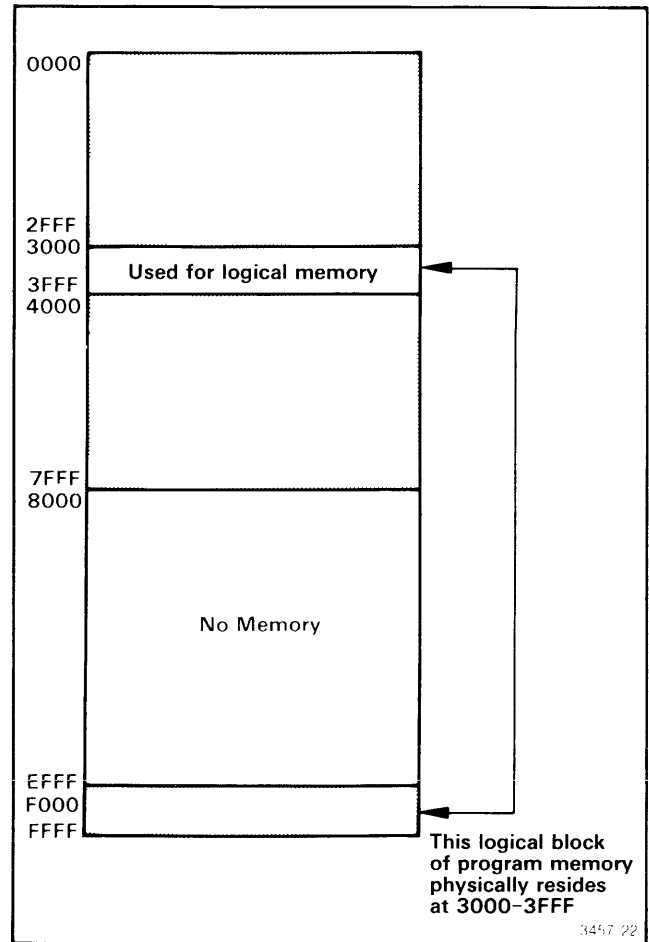 0000
2FFF
3000
Used for logical memory
3FFF
4000
7FFF
8000
No Memory
EFFF
F000
FFFF
This logical block
of program memory
physically resides
at 3000-3FFF
3457 22